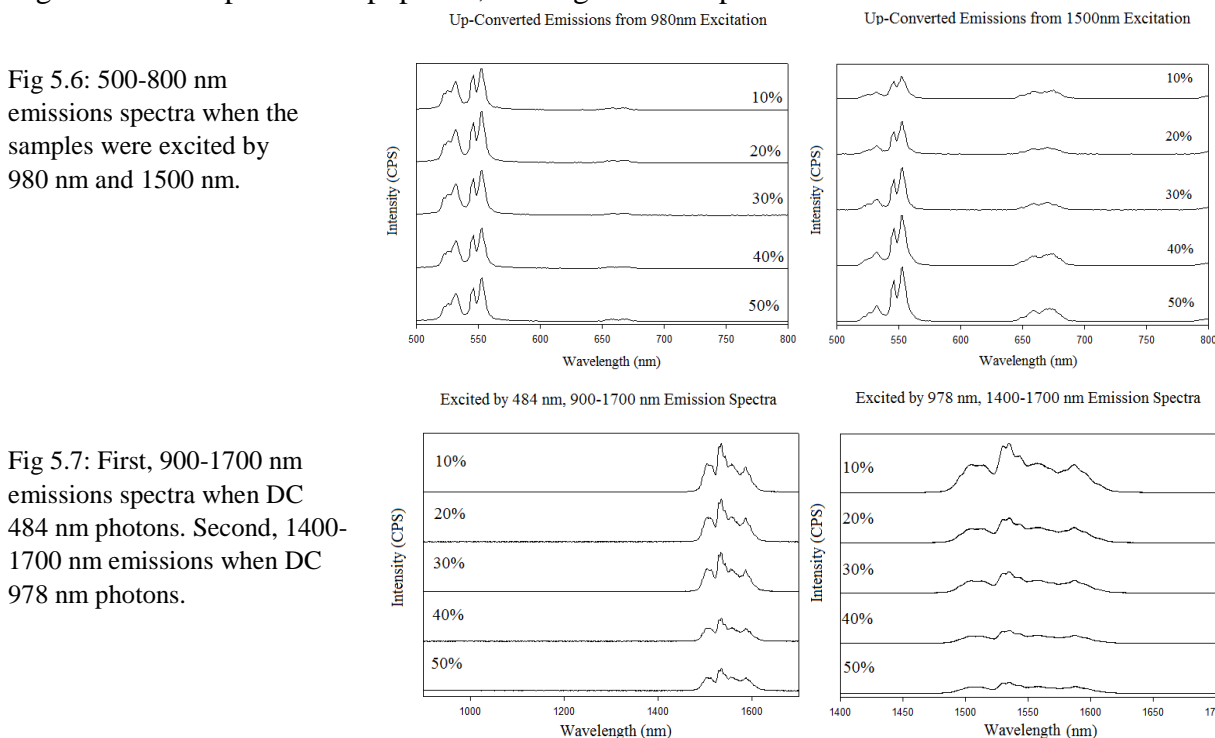 Up-Converted Emissions from 980nm Excitation
Up-Converted Emissions from 1500nm Excitation
Fig 5.6: 500-800 nm
emissions spectra when the
samples were excited by
980 nm and 1500 nm.
Intensity (CPS)
10%
20%
30%
40%
50%
500 550 600 650 700 750 800
Wavelength (nm)
Intensity (CPS)
10%
20%
30%
40%
50%
500 550 600 650 700 750 800
Wavelength (nm)
Excited by 484 nm, 900-1700 nm Emission Spectra
Excited by 978 nm, 1400-1700 nm Emission Spectra
Fig 5.7: First, 900-1700 nm
emissions spectra when DC
484 nm photons. Second, 1400-
1700 nm emissions when DC
978 nm photons.
Intensity (CPS)
10%
20%
30%
40%
50%
1000 1200 1400 1600
Wavelength (nm)
Intensity (CPS)
10%
20%
30%
40%
50%
1400 1450 1500 1550 1600 1650
Wavelength (nm)